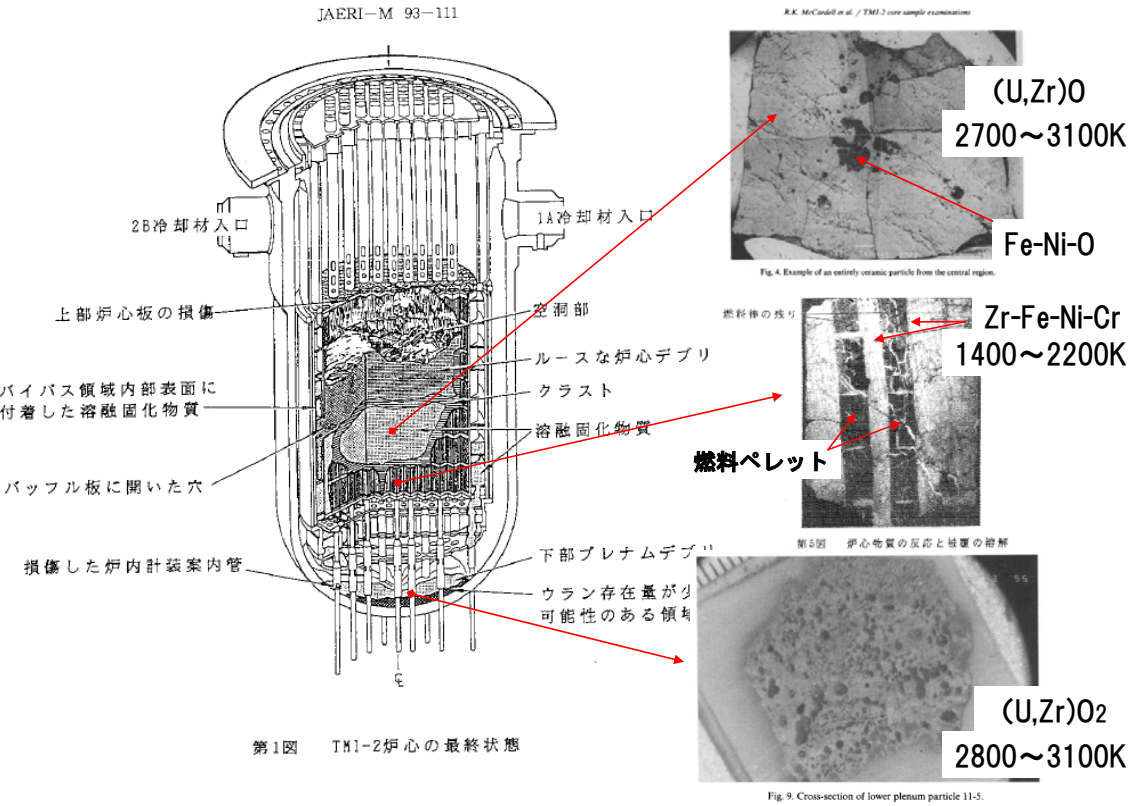 JAERI-M 93-111
2B冷却材入口
1A冷却材入口
上部炉心板の損傷
空洞部
ルースな炉心デブリ
バイパス領域内部表面に
付着した溶融固化物質
クラスト
溶融固化物質
バッフル板に開いた穴
損傷した炉内計装案内管
下部プレナムデブリ
ウラン存在量が少
可能性のある領域
第1図 TMI-2炉心の最終状態
R.K. McCardell et al. / TMI-2 core sample examinations
(U,Zr)O
2700～3100K
Fe-Ni-O
Fig. 4. Example of an entirely ceramic particle from the central region.
燃料棒の残り
Zr-Fe-Ni-Cr
1400～2200K
燃料ペレット
第5図 炉心物質の反応と被覆の溶解
55
(U,Zr)O2
2800～3100K
Fig. 9. Cross-section of lower plenum particle 11-5.